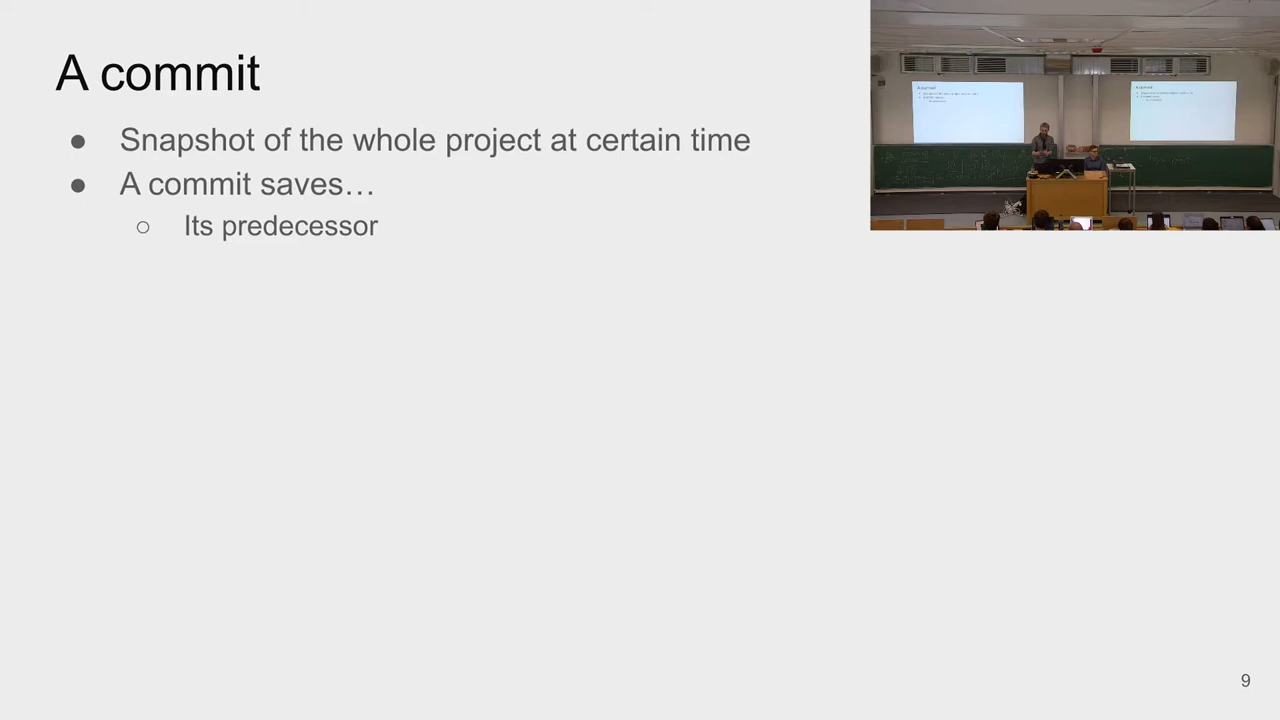 A commit
● Snapshot of the whole project at certain time
● A commit saves…
○ Its predecessor
9